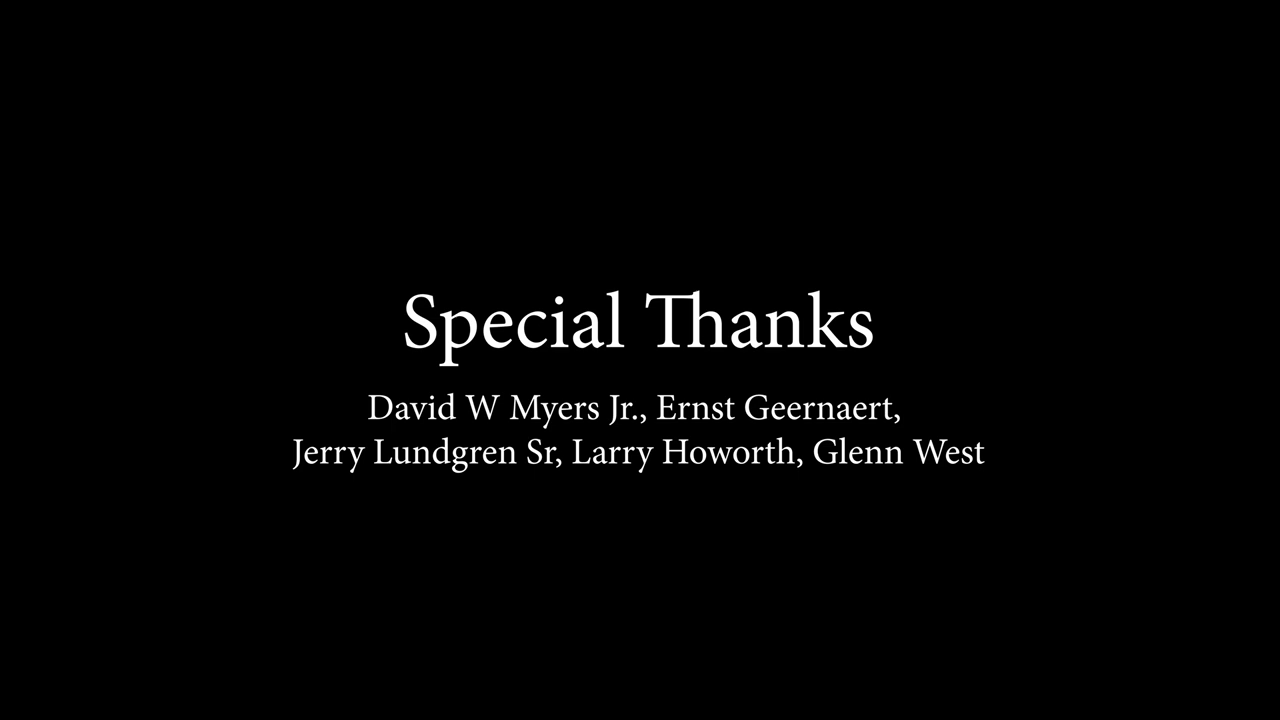 Special Thanks
David W Myers Jr., Ernst Geernaert,
Jerry Lundgren Sr, Larry Howorth, Glenn West